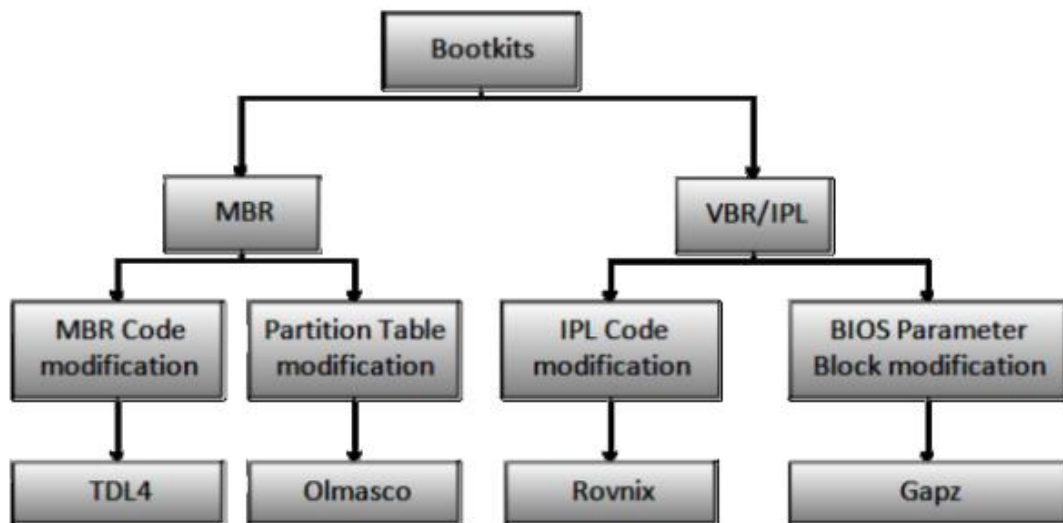 Bootkits
MBR
VBR/IPL
MBR Code
modification
Partition Table
modification
IPL Code
modification
BIOS Parameter
Block modification
TDL4
Olmasco
Rovnix
Gapz